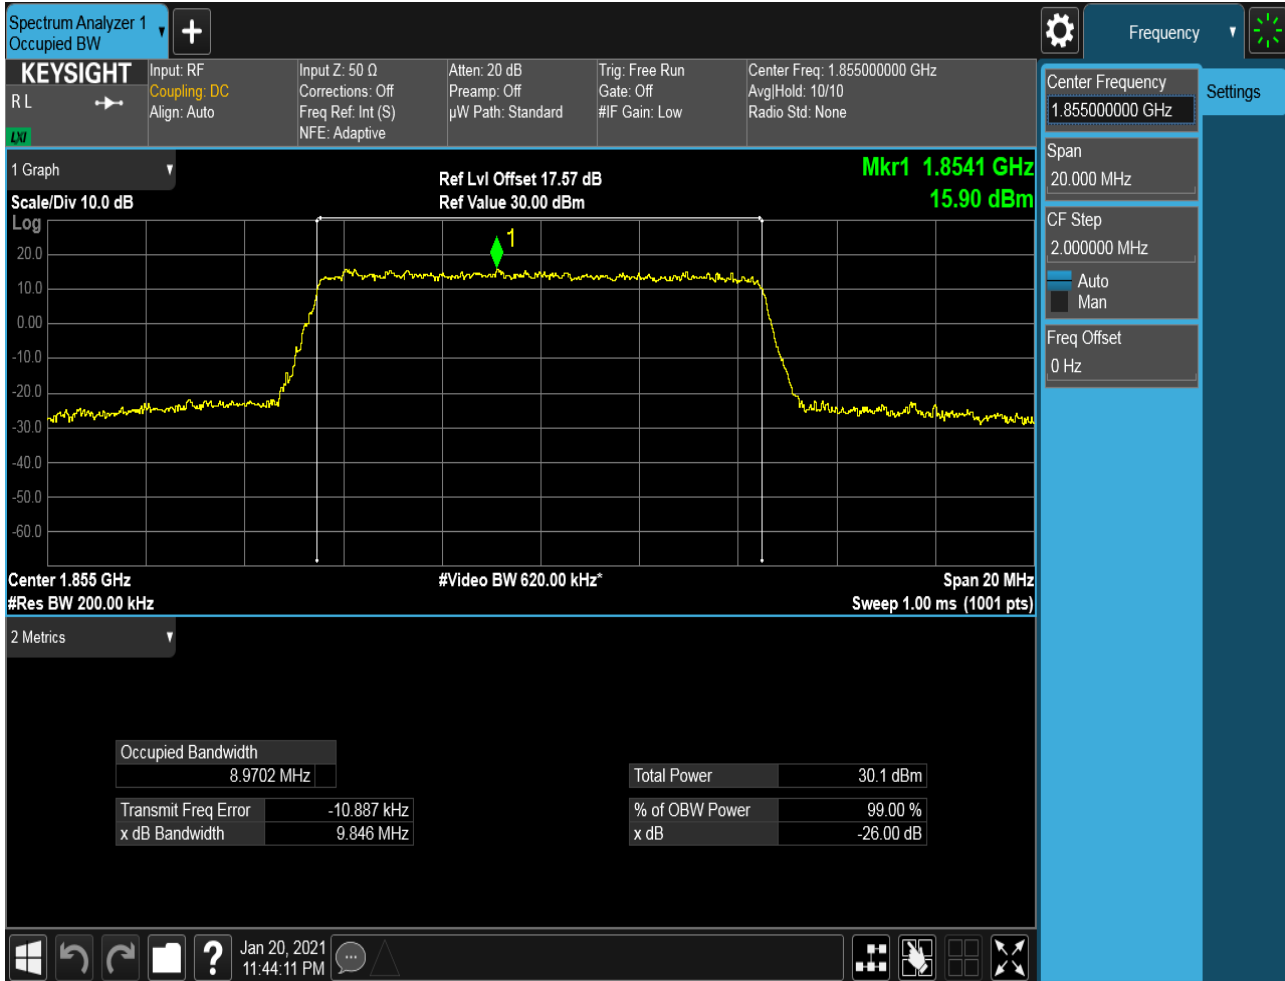 Spectrum Analyzer 1
Occupied BW
Frequency
KEYSIGHT
R L
LXI
Input: RF
Coupling: DC
Align: Auto
Input Z: 50 Ω
Corrections: Off
Freq Ref: Int (S)
NFE: Adaptive
Atten: 20 dB
Preamp: Off
µW Path: Standard
Trig: Free Run
Gate: Off
#IF Gain: Low
Center Freq: 1.855000000 GHz
Avg|Hold: 10/10
Radio Std: None
Center Frequency
1.855000000 GHz
Settings
Span
20.000 MHz
CF Step
2.000000 MHz
Auto
Man
Freq Offset
0 Hz
1 Graph
Scale/Div 10.0 dB
Ref Lvl Offset 17.57 dB
Ref Value 30.00 dBm
Mkr1 1.8541 GHz
15.90 dBm
Log
1
20.0
10.0
0.00
-10.0
-20.0
-30.0
-40.0
-50.0
-60.0
Center 1.855 GHz
#Res BW 200.00 kHz
#Video BW 620.00 kHz*
Span 20 MHz
Sweep 1.00 ms (1001 pts)
2 Metrics
Occupied Bandwidth
8.9702 MHz
Transmit Freq Error -10.887 kHz
x dB Bandwidth 9.846 MHz
Total Power 30.1 dBm
% of OBW Power 99.00 %
x dB -26.00 dB
?
Jan 20, 2021
11:44:11 PM